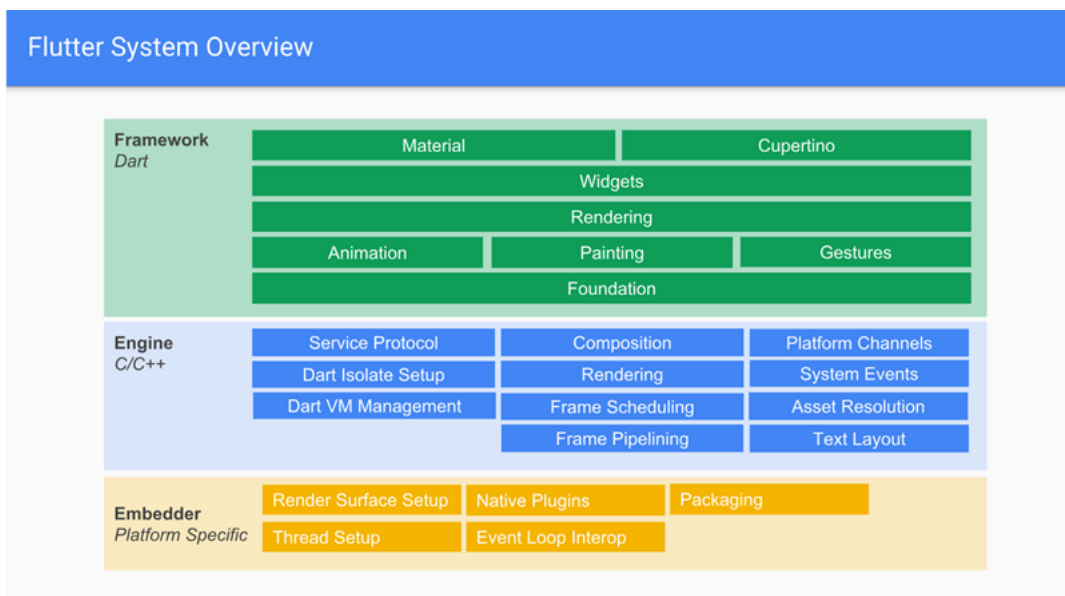 Flutter System Overview
Framework
Dart
Material Cupertino
Widgets
Rendering
Animation Painting Gestures
Foundation
Engine
C/C++
Service Protocol Composition Platform Channels
Dart Isolate Setup Rendering System Events
Dart VM Management Frame Scheduling Asset Resolution
Frame Pipelining Text Layout
Embedder
Platform Specific
Render Surface Setup Native Plugins Packaging
Thread Setup Event Loop Interop